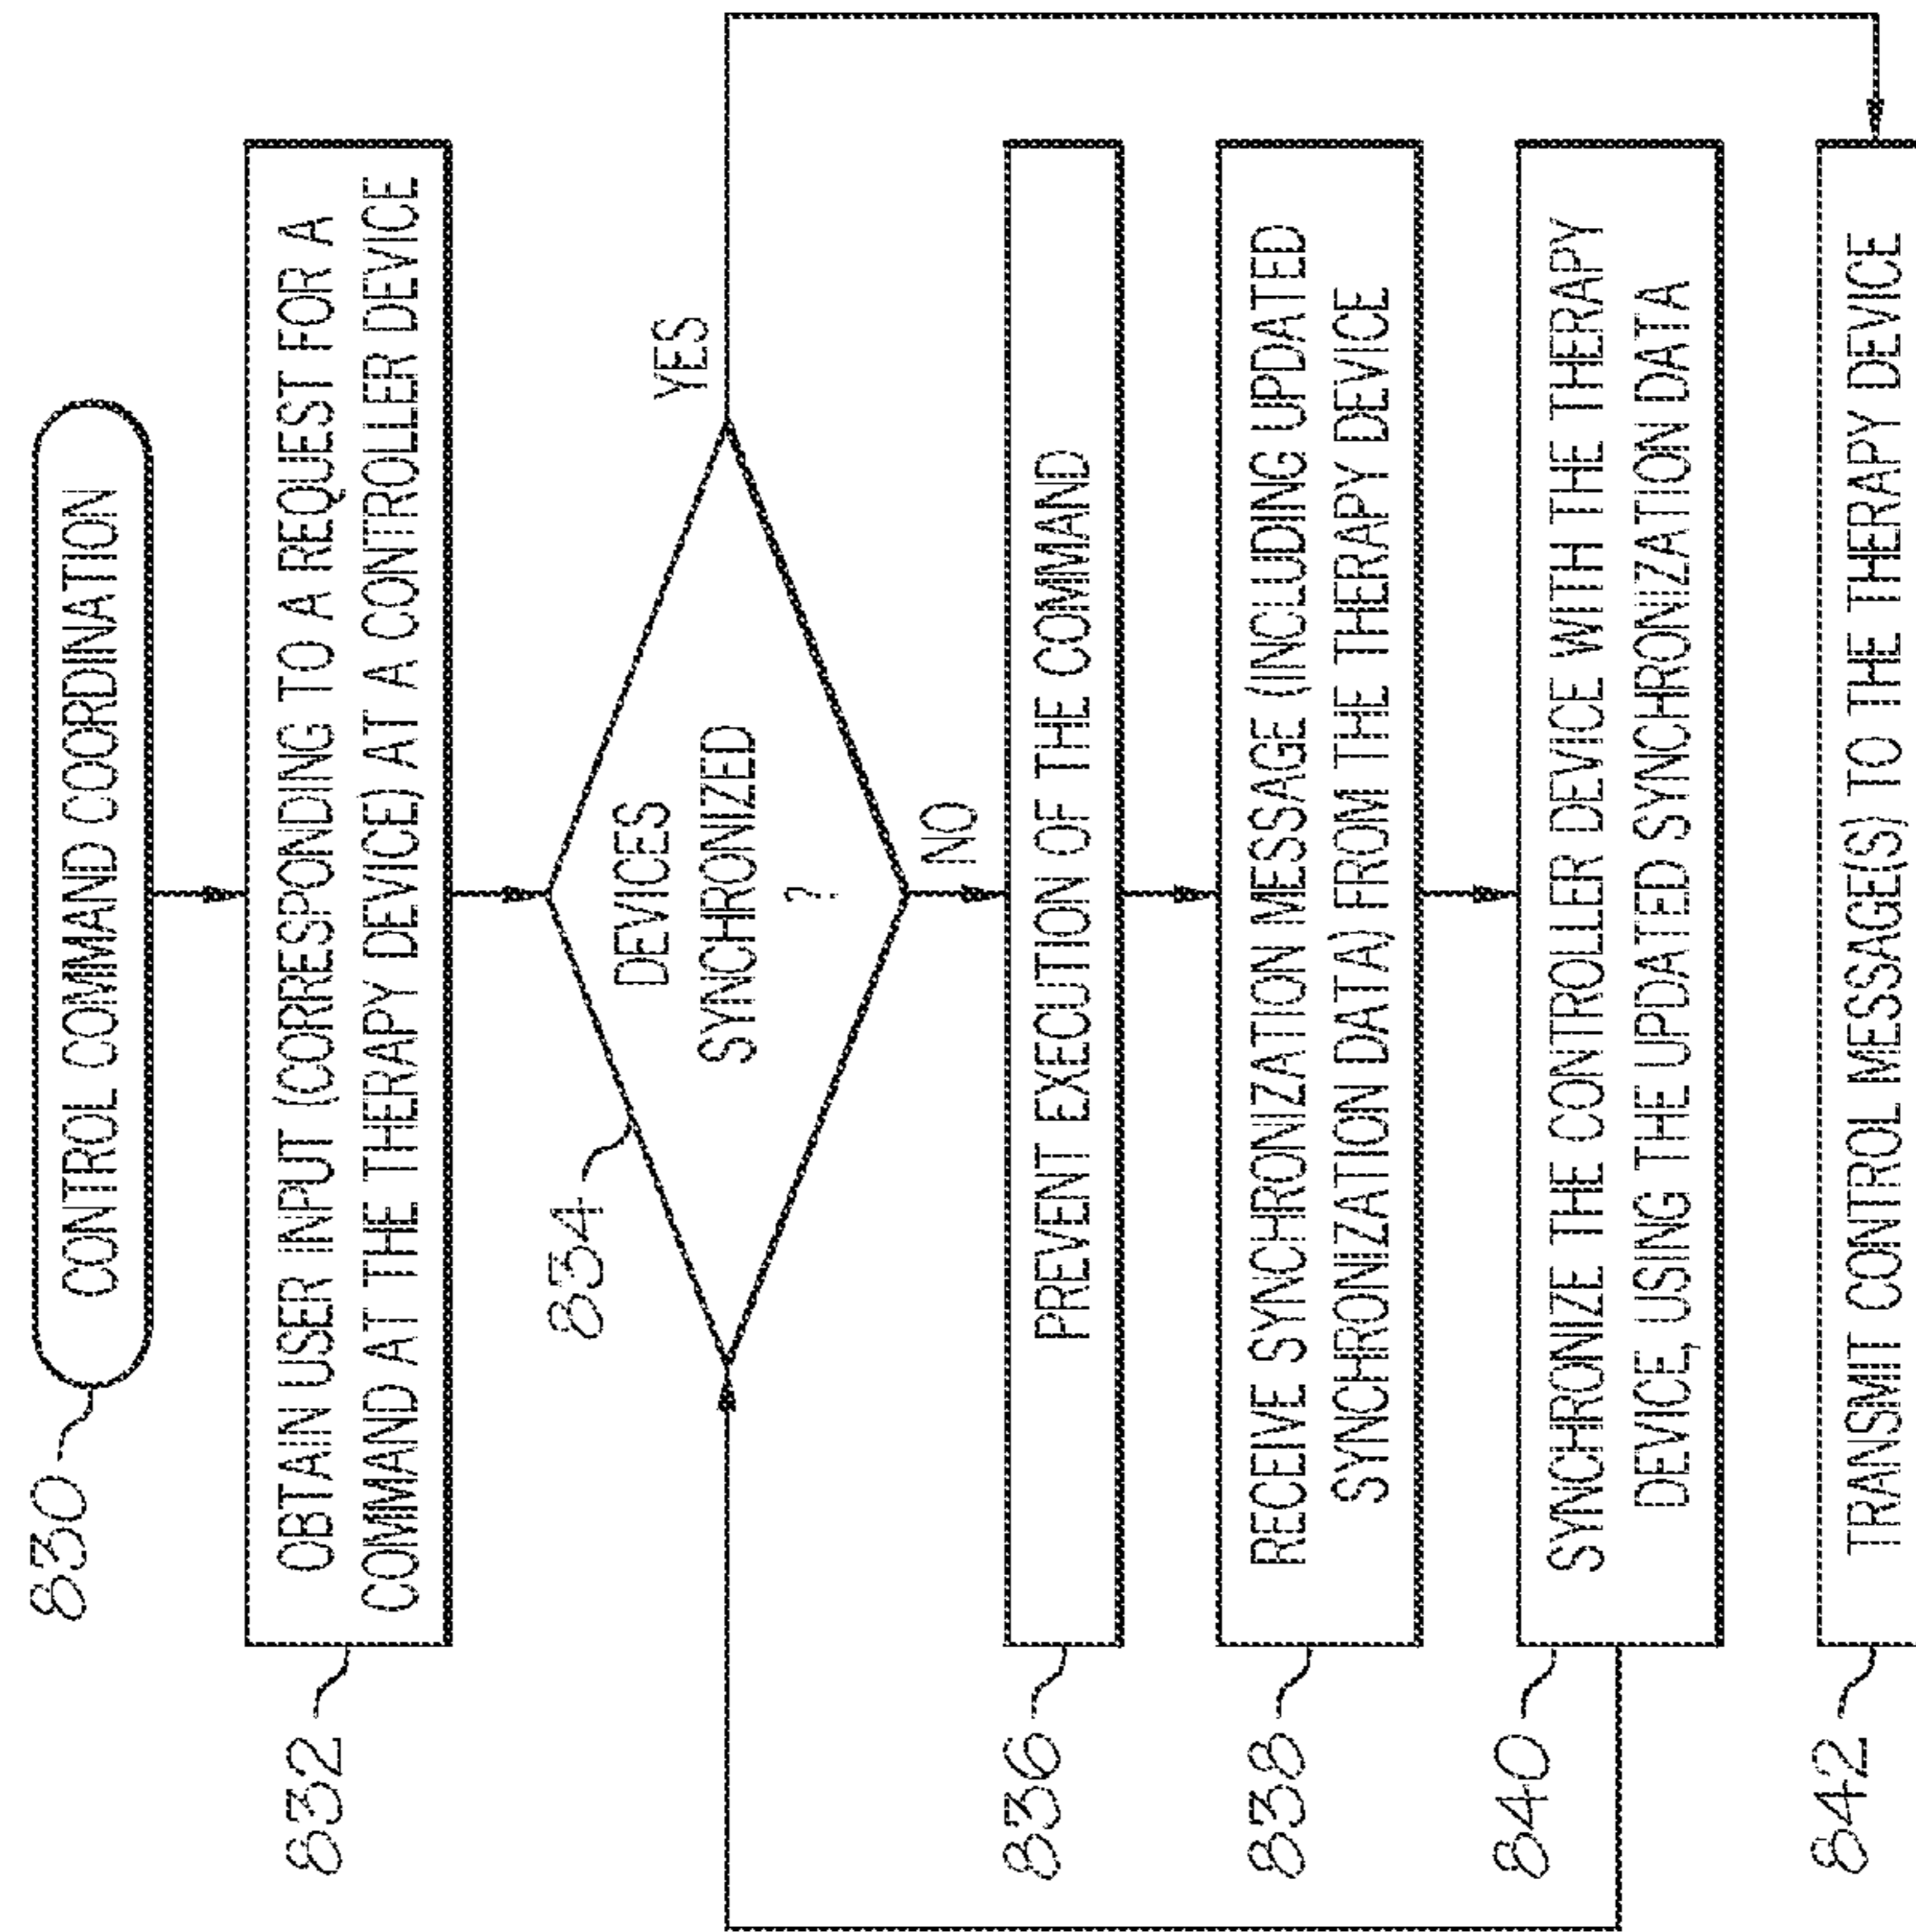 830
CONTROL COMMAND COORDINATION
832
OBTAIN USER INPUT (CORRESPONDING TO A REQUEST FOR A
COMMAND AT THE THERAPY DEVICE) AT A CONTROLLER DEVICE
834
DEVICES
SYNCHRONIZED
?
YES
NO
836
PREVENT EXECUTION OF THE COMMAND
838
RECEIVE SYNCHRONIZATION MESSAGE (INCLUDING UPDATED
SYNCHRONIZATION DATA) FROM THE THERAPY DEVICE
840
SYNCHRONIZE THE CONTROLLER DEVICE WITH THE THERAPY
DEVICE, USING THE UPDATED SYNCHRONIZATION DATA
842
TRANSMIT CONTROL MESSAGE(S) TO THE THERAPY DEVICE